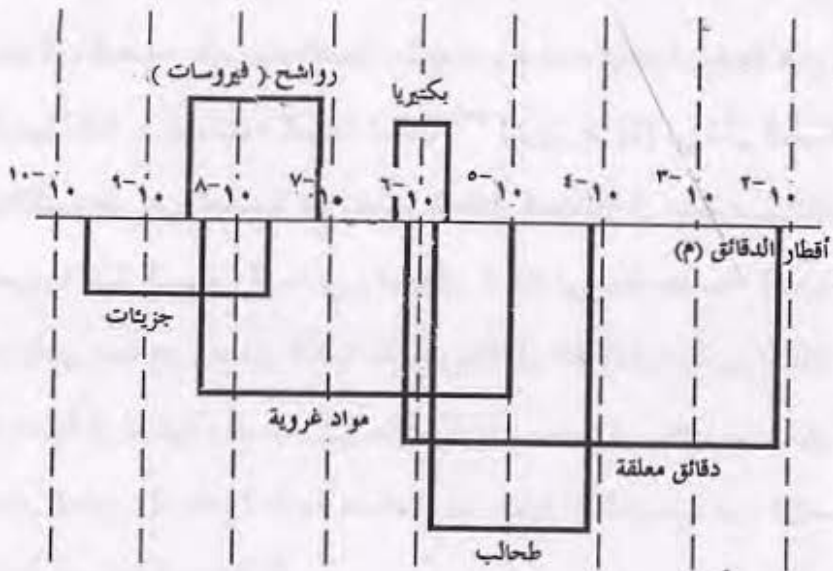 رواشح ( فيروسات )
بكتيريا
١٠-١٠ ٩-١٠ ٨-١٠ ٧-١٠ ٦-١٠ ٥-١٠ ٤-١٠ ٣-١٠ ٢-١٠
أقطار الدقائق (م)
جزيئات
مواد غروية
دقائق معلقة
طحالب